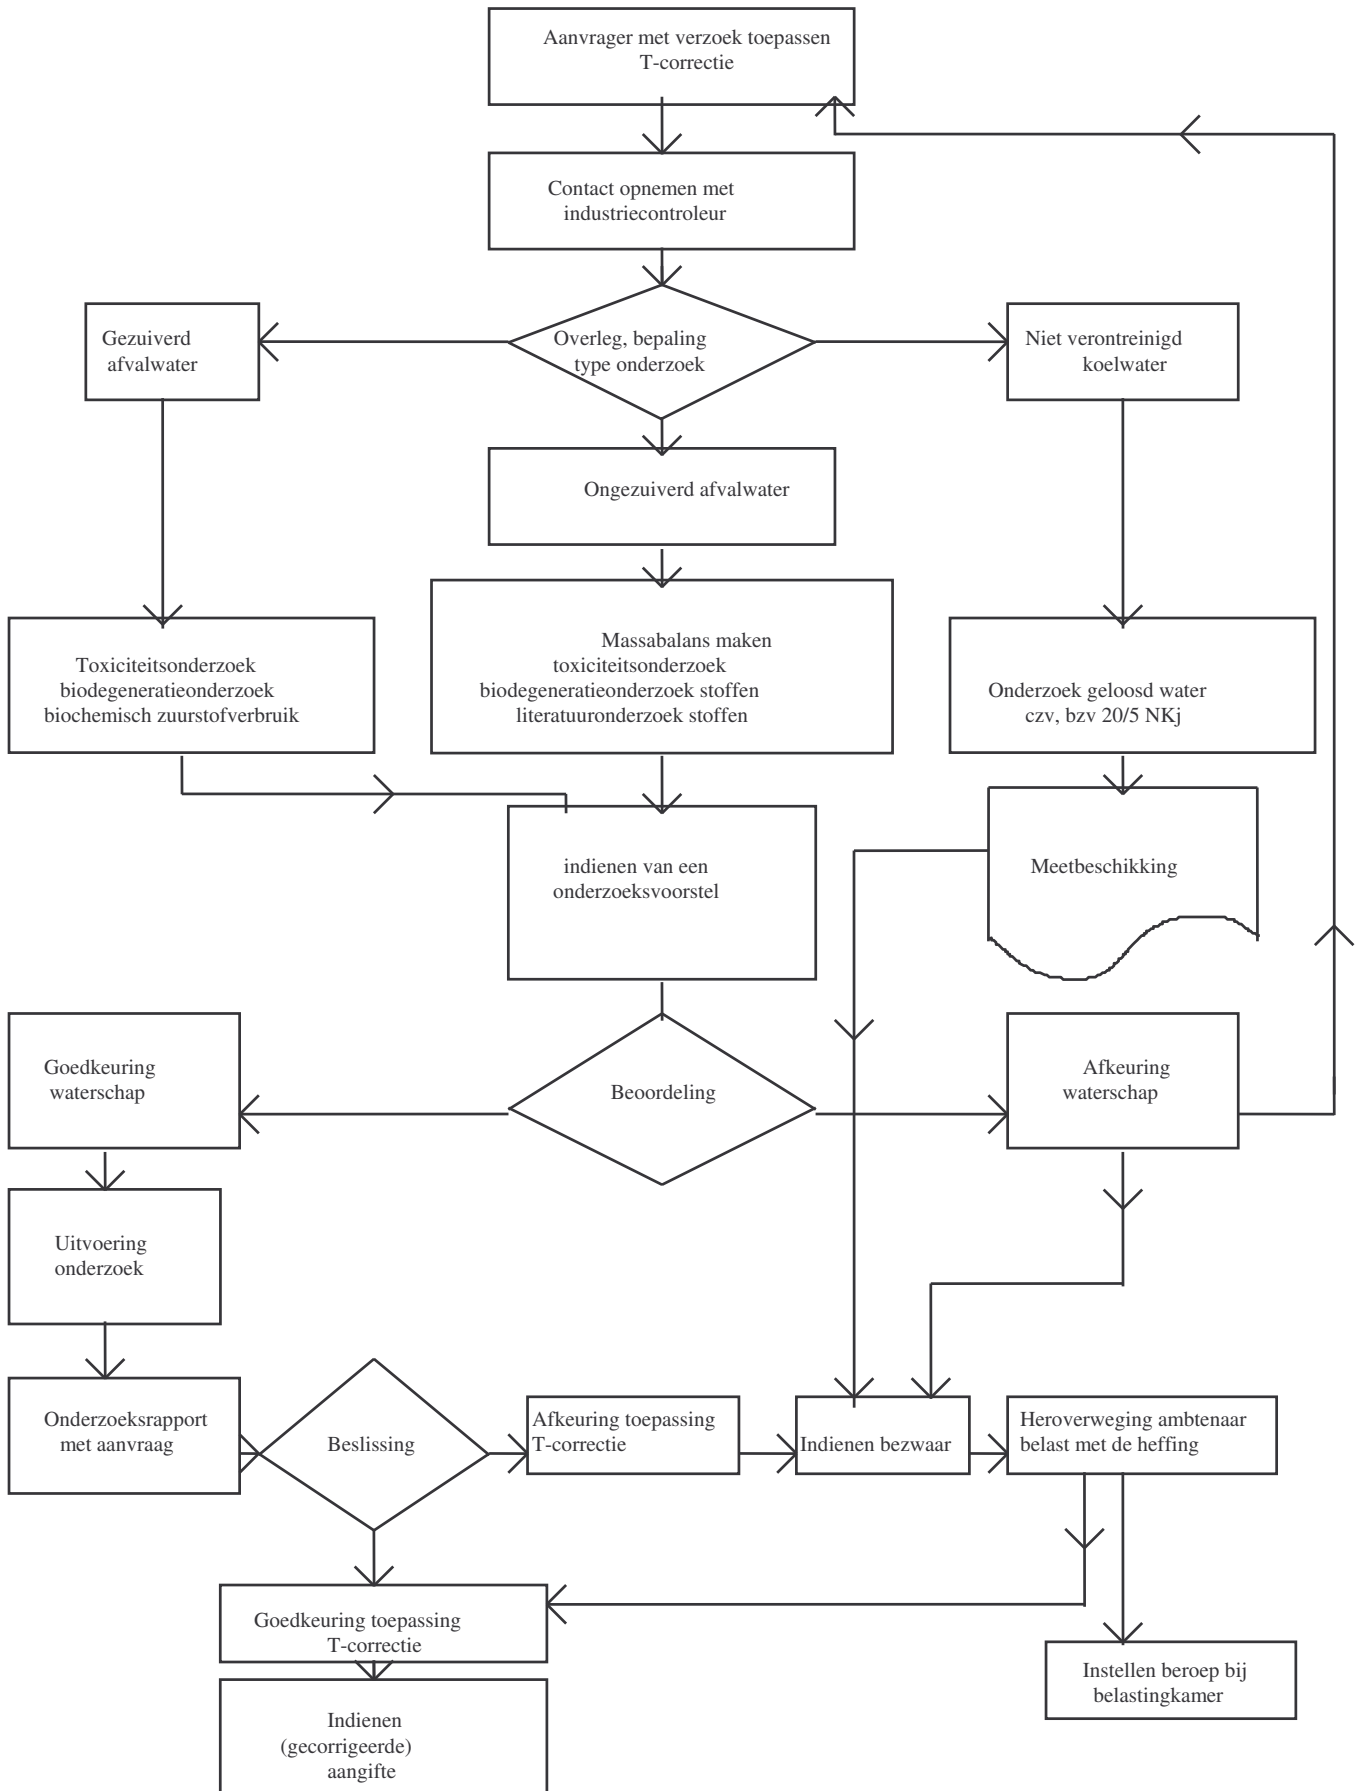 Aanvrager met verzoek toepassen
T-correctie
Contact opnemen met
industriecontroleur
Gezuiverd
afvalwater
Overleg, bepaling
type onderzoek
Niet verontreinigd
koelwater
Ongezuiverd afvalwater
Toxiciteitsonderzoek
biodegeneratieonderzoek
biochemisch zuurstofverbruik
Massabalans maken
toxiciteitsonderzoek
biodegeneratieonderzoek stoffen
literatuuronderzoek stoffen
Onderzoek geloosd water
czv, bzv 20/5 NKj
indienen van een
onderzoeksvoorstel
Meetbeschikking
Goedkeuring
waterschap
Beoordeling
Afkeuring
waterschap
Uitvoering
onderzoek
Onderzoeksrapport
met aanvraag
Beslissing
Afkeuring toepassing
T-correctie
Indienen bezwaar
Heroverweging ambtenaar
belast met de heffing
Goedkeuring toepassing
T-correctie
Instellen beroep bij
belastingkamer
Indienen
(gecorrigeerde)
aangifte